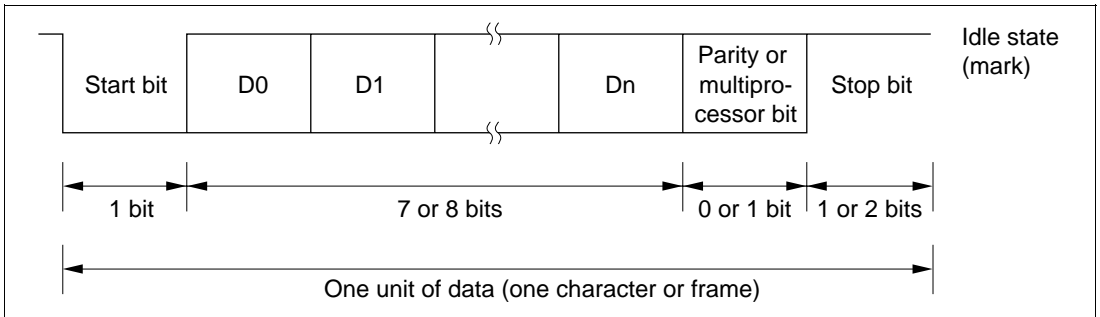 Idle state
(mark)
Start bit
D0
D1
Dn
Parity or
multipro-
cessor bit
Stop bit
1 bit
7 or 8 bits
0 or 1 bit
1 or 2 bits
One unit of data (one character or frame)